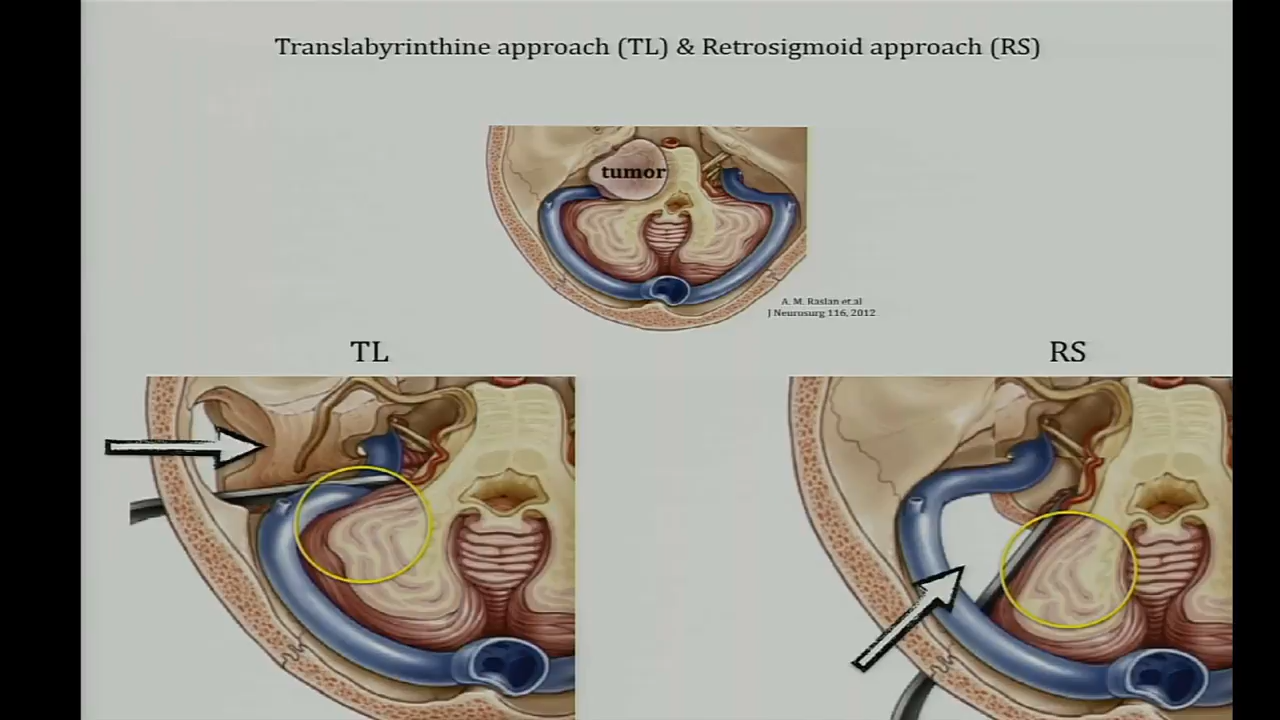 Translabyrinthine approach (TL) & Retrosigmoid approach (RS)
tumor
A. M. Raslan et.al
J Neurosurg 116, 2012
TL
RS